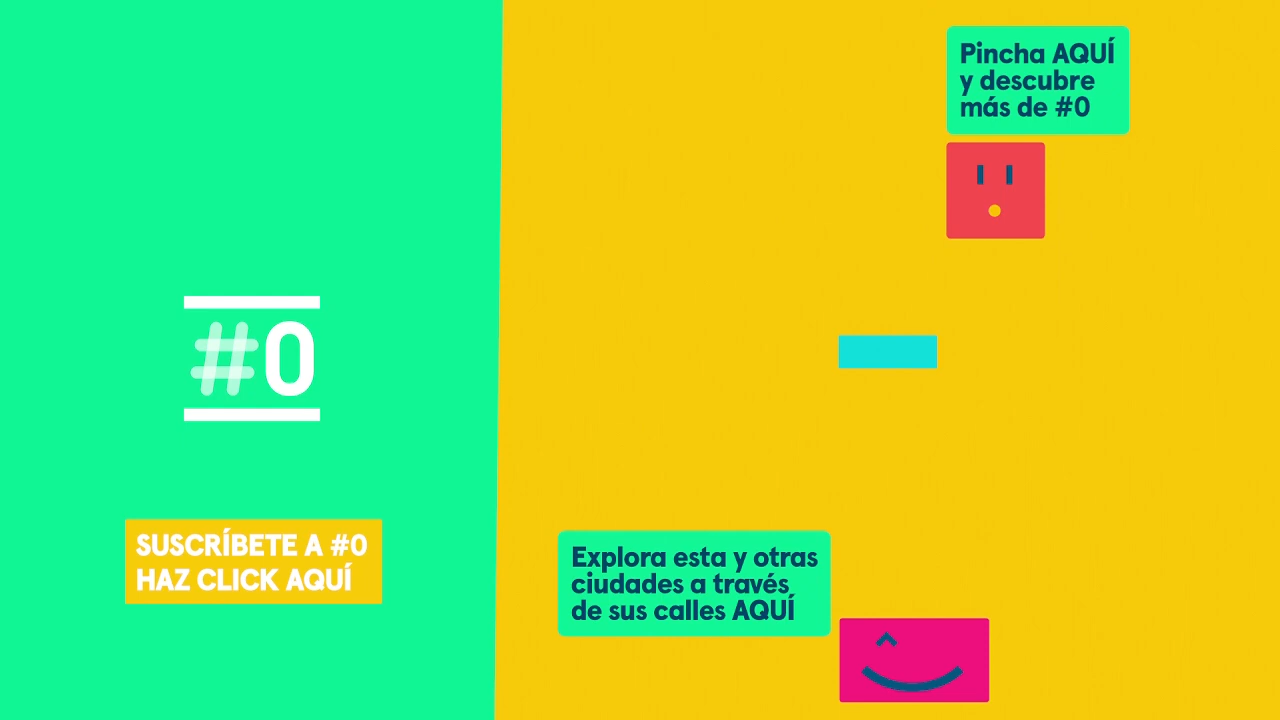 #0
SUSCRÍBETE A #0
HAZ CLICK AQUÍ
Pincha AQUÍ
y descubre
más de #0
Explora esta y otras
ciudades a través
de sus calles AQUÍ